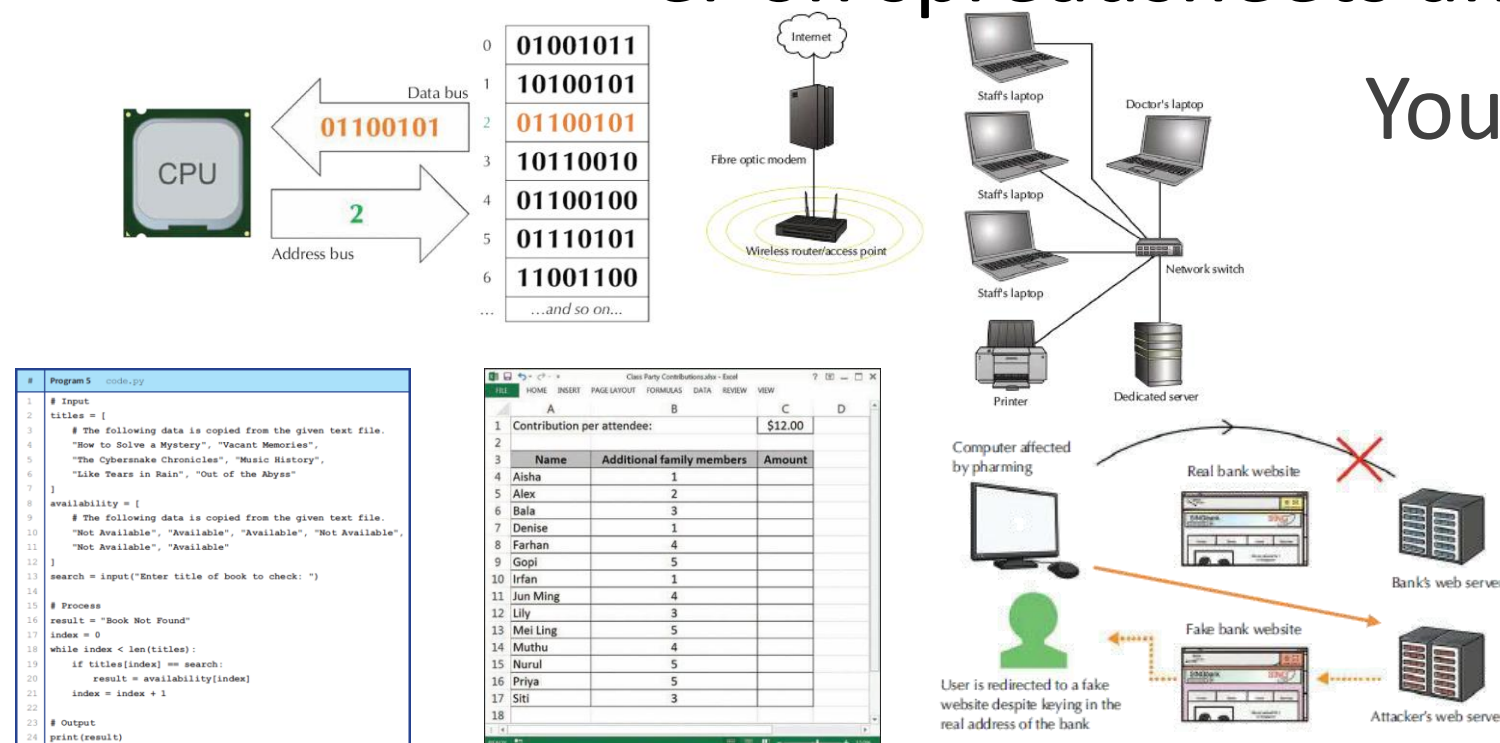 or on spreadsheets
You
CPU
Data bus
01100101
2
Address bus
0 01001011
1 10100101
2 01100101
3 10110010
4 01100100
5 01110101
6 11001100
... ...and so on...
Internet
Fibre optic modem
Wireless router/access point
Staff's laptop
Doctor's laptop
Staff's laptop
Staff's laptop
Network switch
Printer
Dedicated server
# Program 5 code.py
1 # Input
2 titles = [
3 # The following data is copied from the given text file.
4 "How to Solve a Mystery", "Vacant Memories",
5 "The Cybersnake Chronicles", "Music History",
6 "Like Tears in Rain", "Out of the Abyss"
7 ]
8 availability = [
9 # The following data is copied from the given text file.
10 "Not Available", "Available", "Available", "Not Available",
11 "Not Available", "Available"
12 ]
13 search = input("Enter title of book to check: ")
14
15 # Process
16 result = "Book Not Found"
17 index = 0
18 while index < len(titles):
19 if titles[index] == search:
20 result = availability[index]
21 index = index + 1
22
23 # Output
24 print(result)
Class Party Contributions.xlsx - Excel
FILE HOME INSERT PAGE LAYOUT FORMULAS DATA REVIEW VIEW
A B C D
1 Contribution per attendee: $12.00
2
3 Name Additional family members Amount
4 Aisha 1
5 Alex 2
6 Bala 3
7 Denise 1
8 Farhan 4
9 Gopi 5
10 Irfan 1
11 Jun Ming 4
12 Lily 3
13 Mei Ling 5
14 Muthu 4
15 Nurul 5
16 Priya 5
17 Siti 3
18
Computer affected
by pharming
Real bank website
Bank's web server
Fake bank website
User is redirected to a fake
website despite keying in the
real address of the bank
Attacker's web server